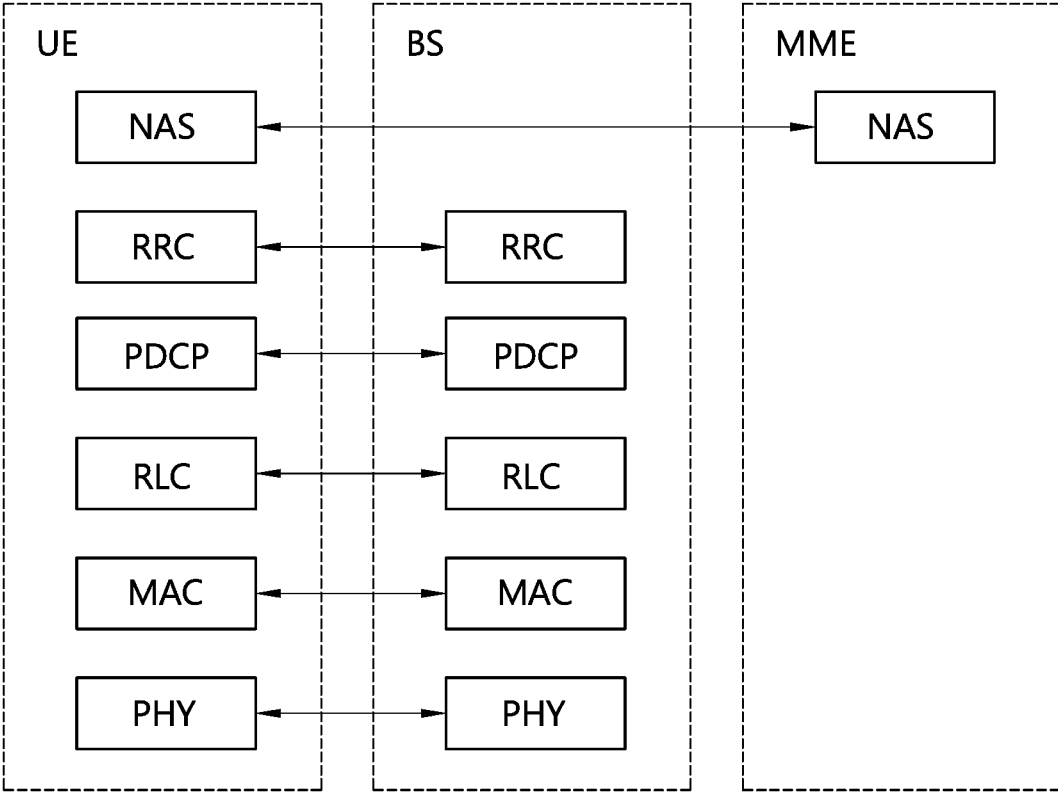 UE BS MME
NAS NAS
RRC RRC
PDCP PDCP
RLC RLC
MAC MAC
PHY PHY